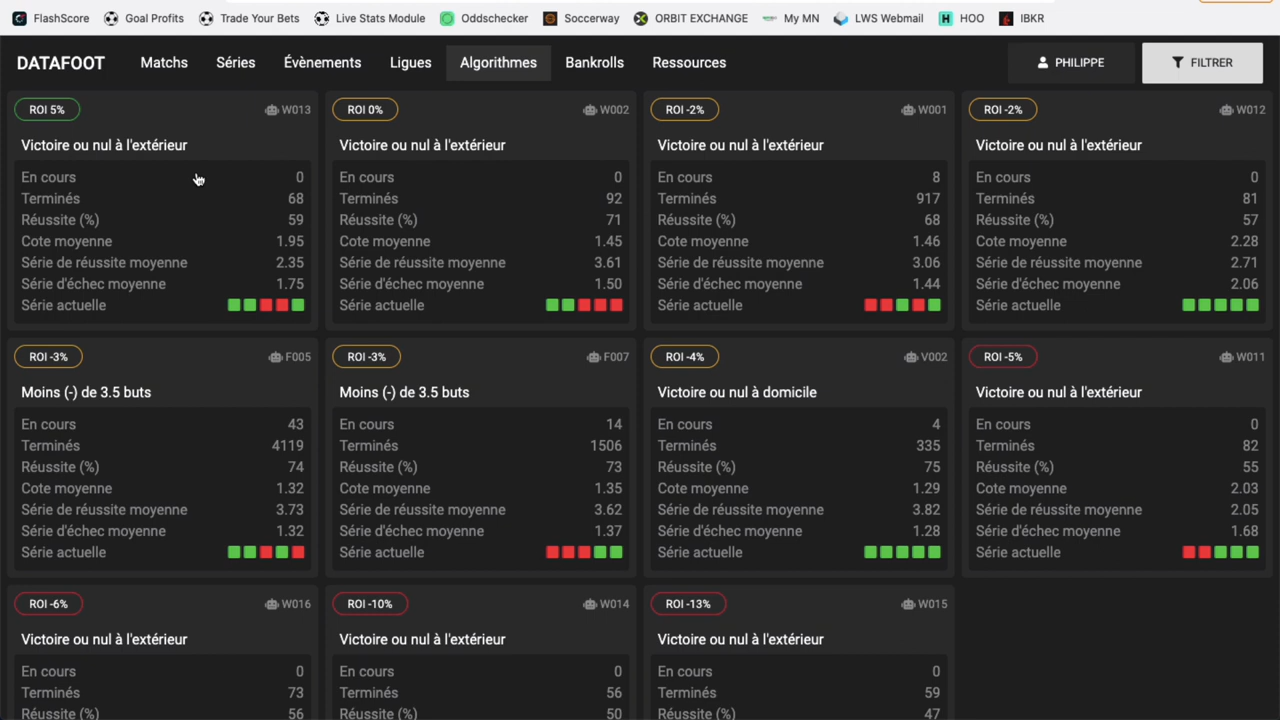 FlashScore Goal Profits Trade Your Bets Live Stats Module Oddschecker Soccerway ORBIT EXCHANGE My MN LWS Webmail HOO IBKR
DATAFOOT Matchs Séries Évènements Ligues Algorithmes Bankrolls Ressources PHILIPPE FILTRER
ROI 5% W013
Victoire ou nul à l'extérieur
En cours 0
Terminés 68
Réussite (%) 59
Cote moyenne 1.95
Série de réussite moyenne 2.35
Série d'échec moyenne 1.75
Série actuelle
ROI 0% W002
Victoire ou nul à l'extérieur
En cours 0
Terminés 92
Réussite (%) 71
Cote moyenne 1.45
Série de réussite moyenne 3.61
Série d'échec moyenne 1.50
Série actuelle
ROI -2% W001
Victoire ou nul à l'extérieur
En cours 8
Terminés 917
Réussite (%) 68
Cote moyenne 1.46
Série de réussite moyenne 3.06
Série d'échec moyenne 1.44
Série actuelle
ROI -2% W012
Victoire ou nul à l'extérieur
En cours 0
Terminés 81
Réussite (%) 57
Cote moyenne 2.28
Série de réussite moyenne 2.71
Série d'échec moyenne 2.06
Série actuelle
ROI -3% F005
Moins (-) de 3.5 buts
En cours 43
Terminés 4119
Réussite (%) 74
Cote moyenne 1.32
Série de réussite moyenne 3.73
Série d'échec moyenne 1.32
Série actuelle
ROI -3% F007
Moins (-) de 3.5 buts
En cours 14
Terminés 1506
Réussite (%) 73
Cote moyenne 1.35
Série de réussite moyenne 3.62
Série d'échec moyenne 1.37
Série actuelle
ROI -4% V002
Victoire ou nul à domicile
En cours 4
Terminés 335
Réussite (%) 75
Cote moyenne 1.29
Série de réussite moyenne 3.82
Série d'échec moyenne 1.28
Série actuelle
ROI -5% W011
Victoire ou nul à l'extérieur
En cours 0
Terminés 82
Réussite (%) 55
Cote moyenne 2.03
Série de réussite moyenne 2.05
Série d'échec moyenne 1.68
Série actuelle
ROI -6% W016
Victoire ou nul à l'extérieur
En cours 0
Terminés 73
Réussite (%) 56
ROI -10% W014
Victoire ou nul à l'extérieur
En cours 0
Terminés 56
Réussite (%) 50
ROI -13% W015
Victoire ou nul à l'extérieur
En cours 0
Terminés 59
Réussite (%) 47